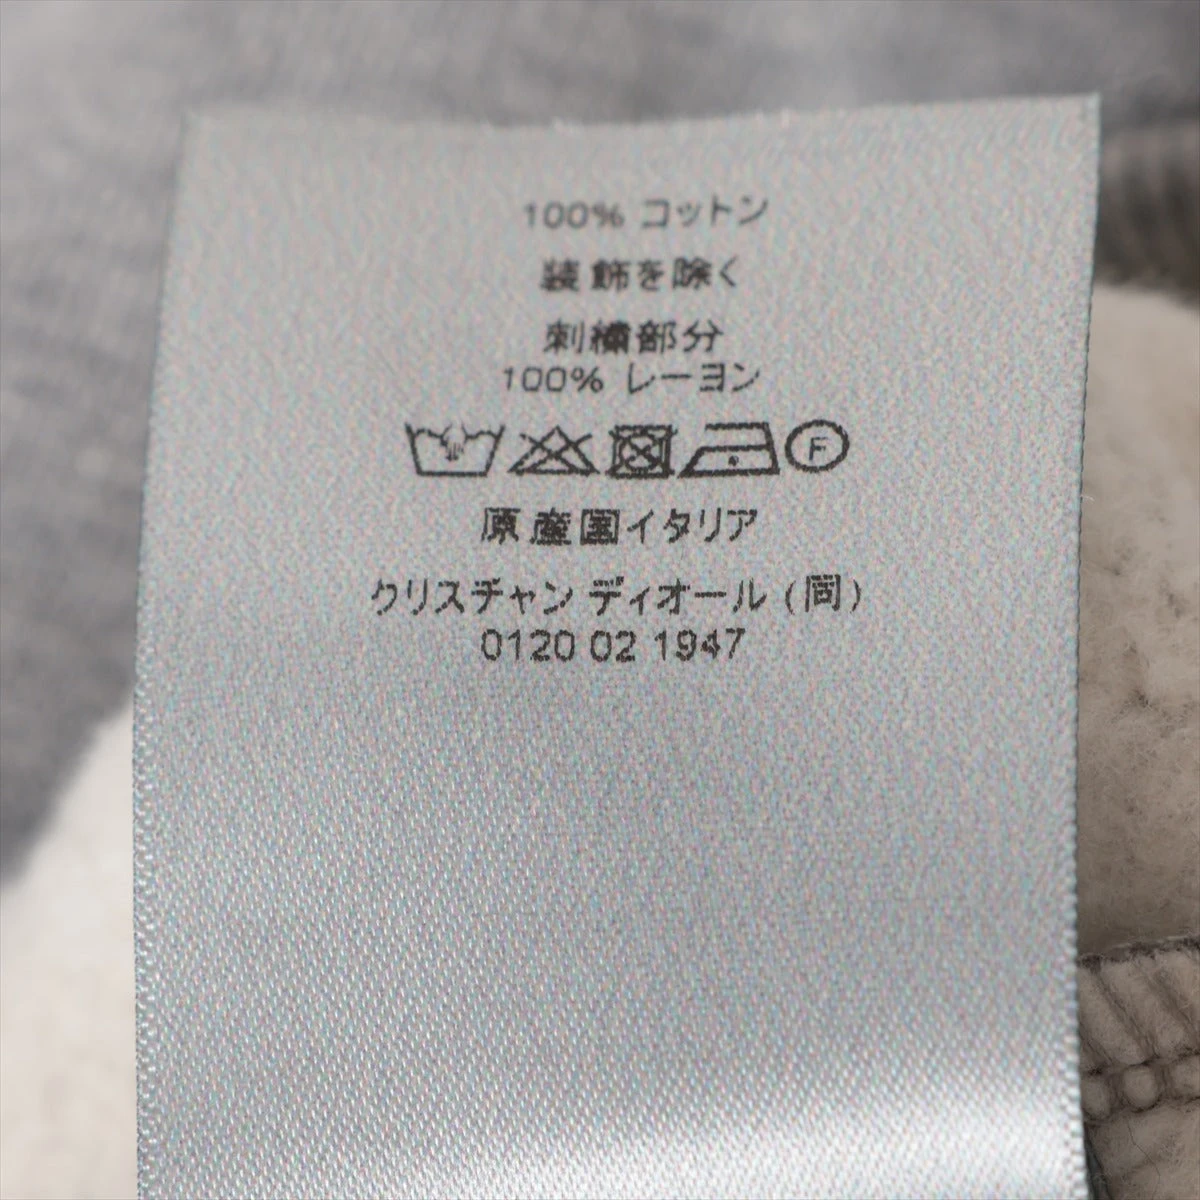 100% コットン
装飾を除く
刺繍部分
100% レーヨン
F
原産国イタリア
クリスチャン ディオール (同)
0120 02 1947